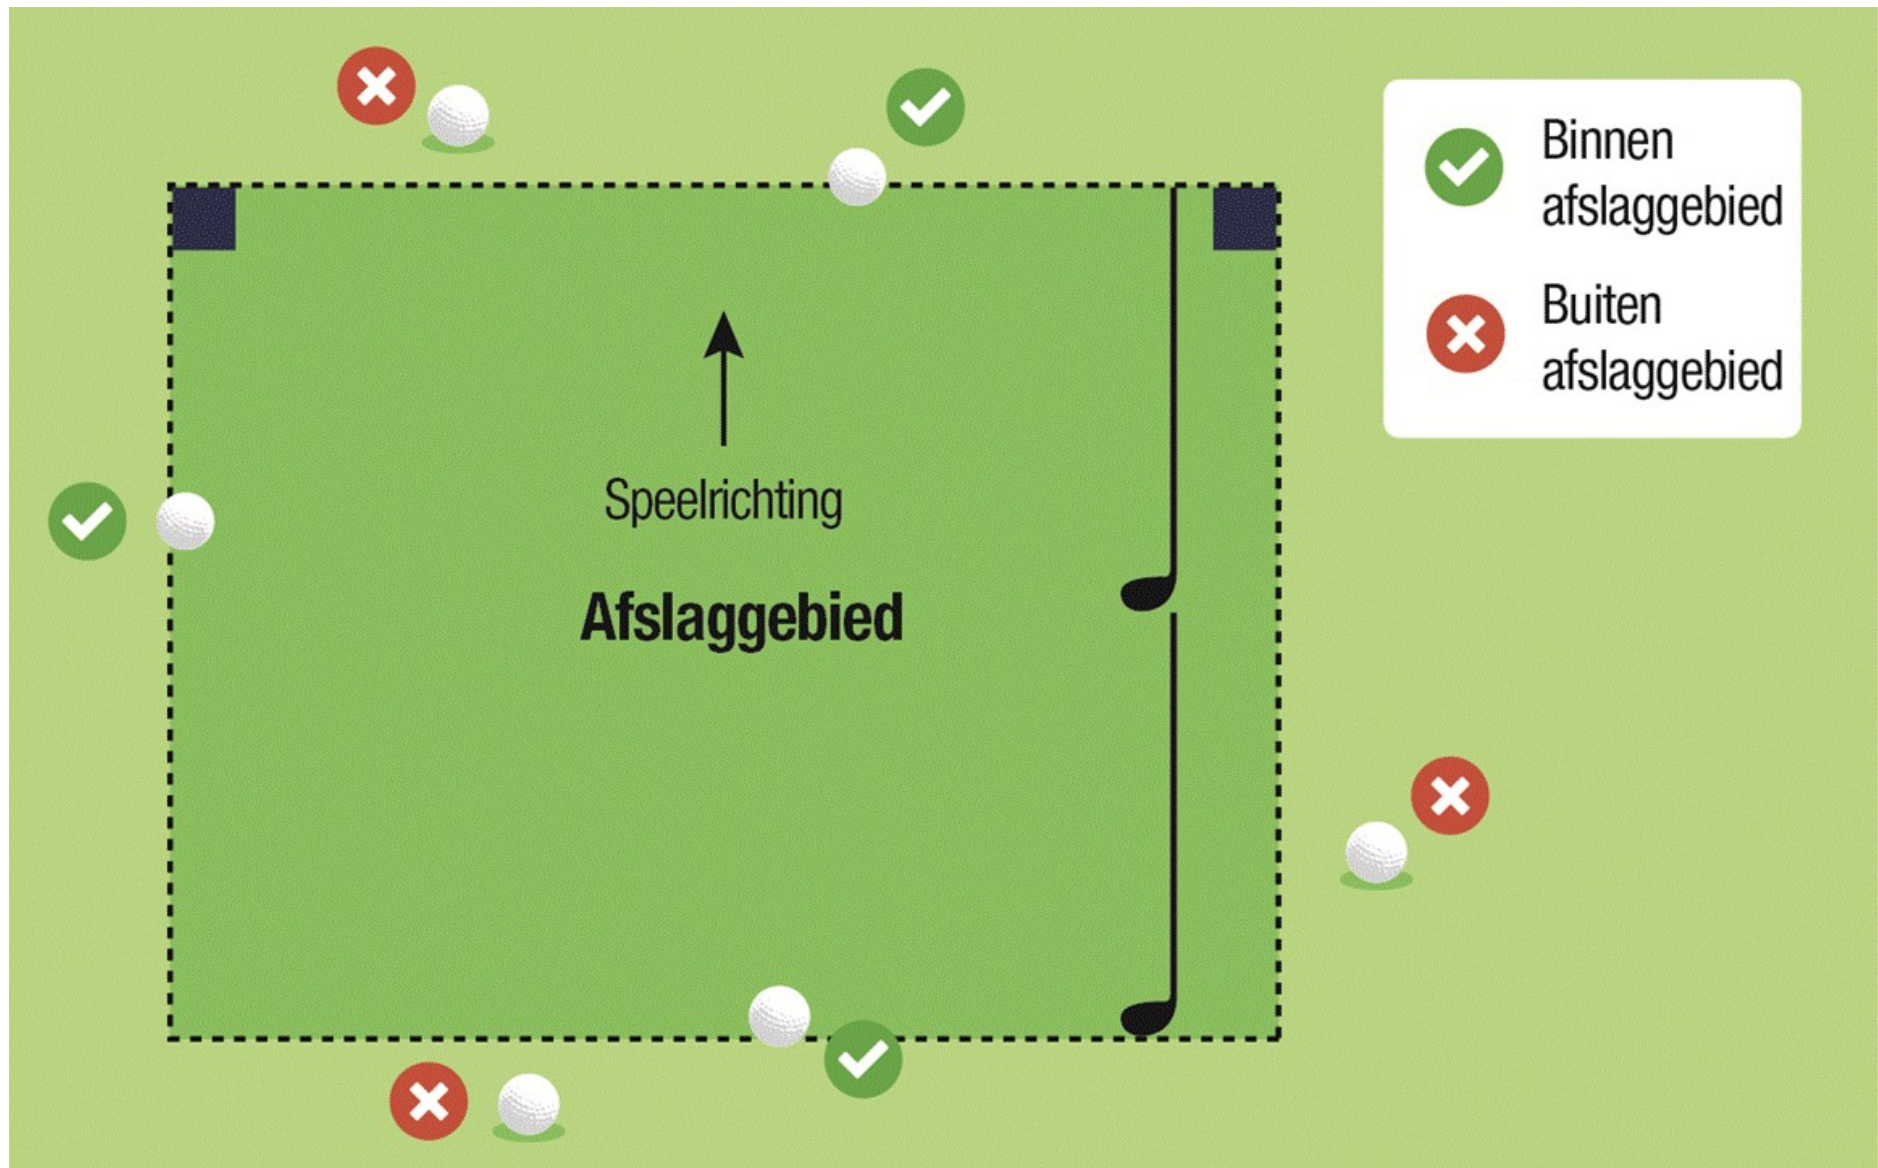 Binnen
afslaggebied
Buiten
afslaggebied
Speelrichting
Afslaggebied